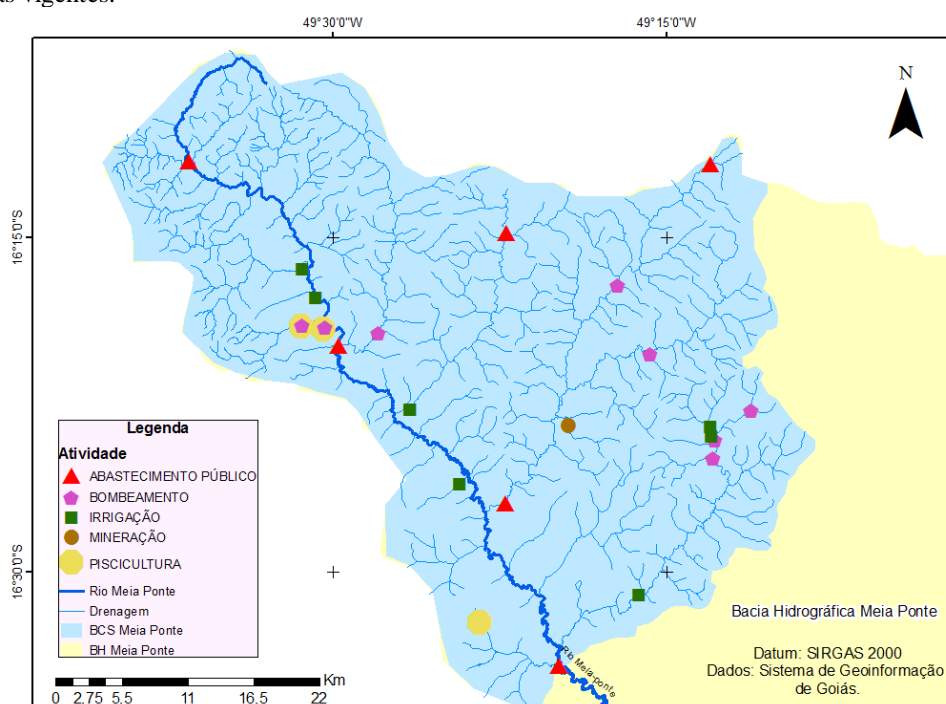 as vigentes.
49°30'0"W
49°15'0"W
N
16°15'0"S
16°30'0"S
Legenda
Atividade
ABASTECIMENTO PÚBLICO
BOMBEAMENTO
IRRIGAÇÃO
MINERAÇÃO
PISCICULTURA
Rio Meia Ponte
Drenagem
BCS Meia Ponte
BH Meia Ponte
Rio Meia-ponte
Bacia Hidrográfica Meia Ponte
Datum: SIRGAS 2000
Dados: Sistema de Geoinformação
de Goiás.
Km
0 2.75 5.5 11 16.5 22